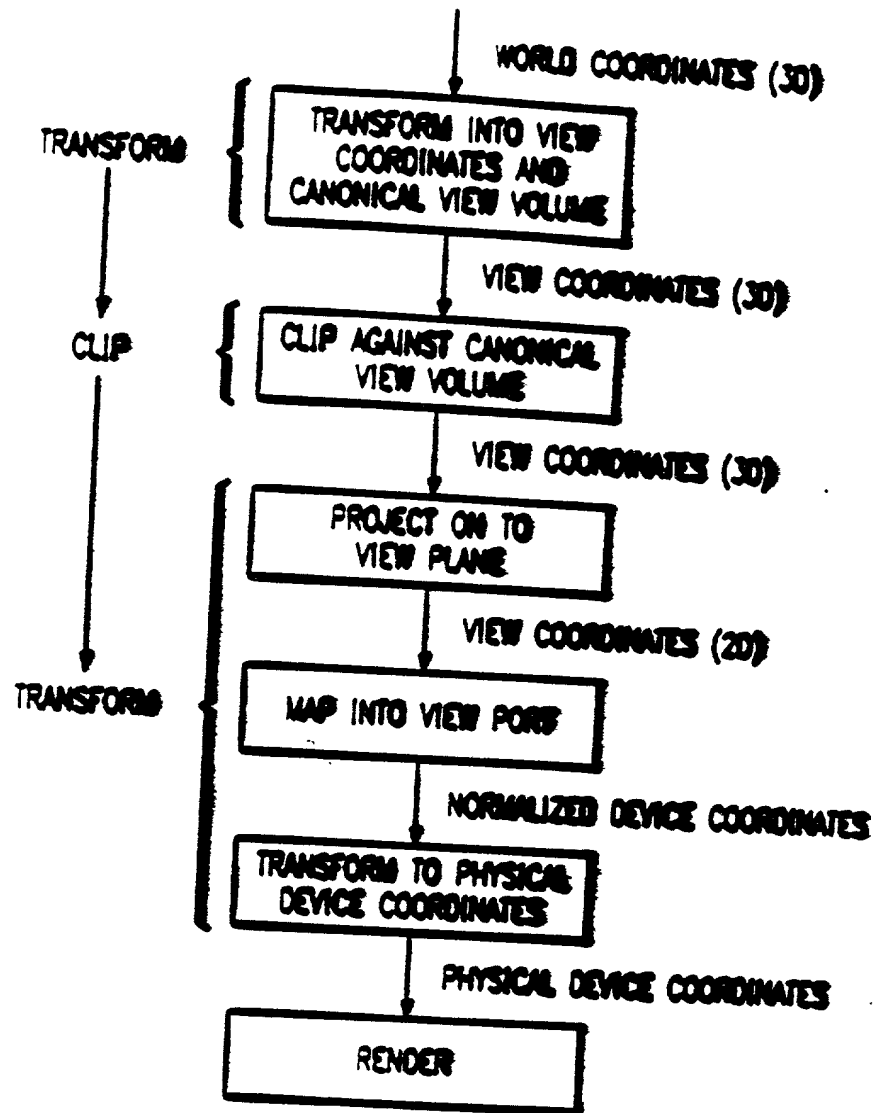 WORLD COORDINATES (3D)
TRANSFORM
TRANSFORM INTO VIEW
COORDINATES AND
CANONICAL VIEW VOLUME
VIEW COORDINATES (3D)
CLIP
CLIP AGAINST CANONICAL
VIEW VOLUME
VIEW COORDINATES (3D)
PROJECT ON TO
VIEW PLANE
VIEW COORDINATES (2D)
TRANSFORM
MAP INTO VIEW PORT
NORMALIZED DEVICE COORDINATES
TRANSFORM TO PHYSICAL
DEVICE COORDINATES
PHYSICAL DEVICE COORDINATES
RENDER